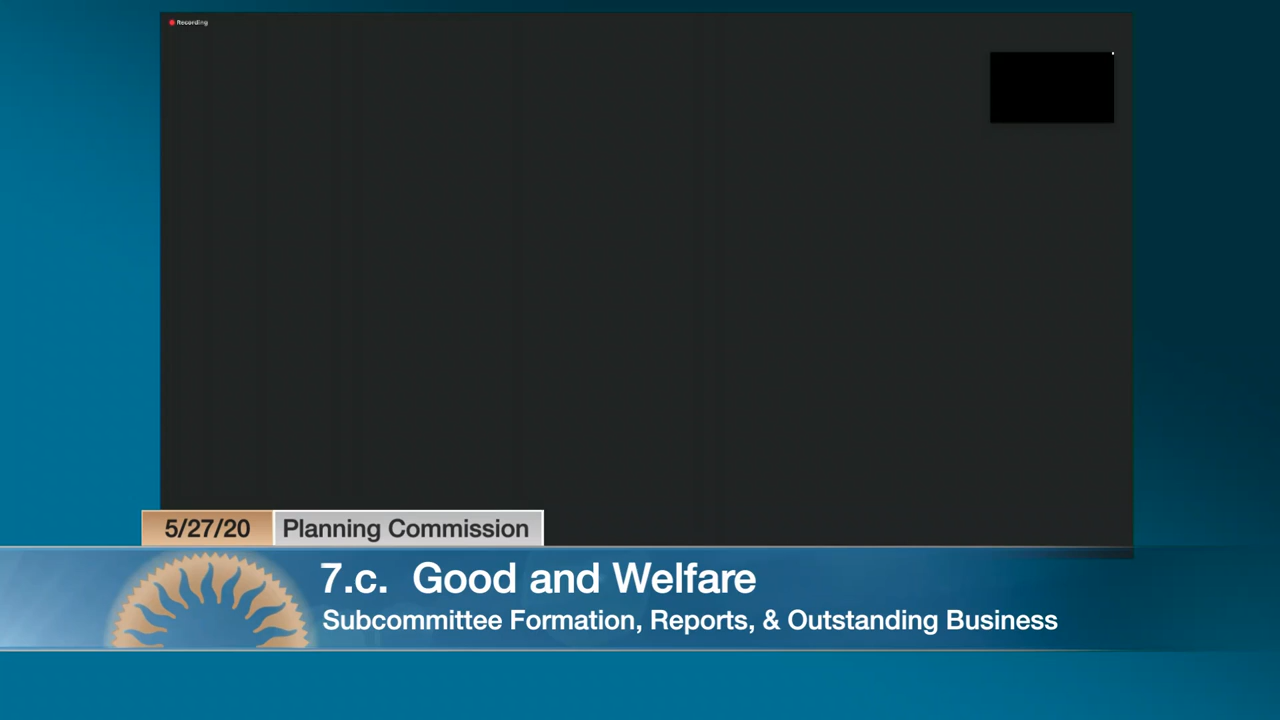 Recording
5/27/20 Planning Commission
7.c. Good and Welfare
Subcommittee Formation, Reports, & Outstanding Business